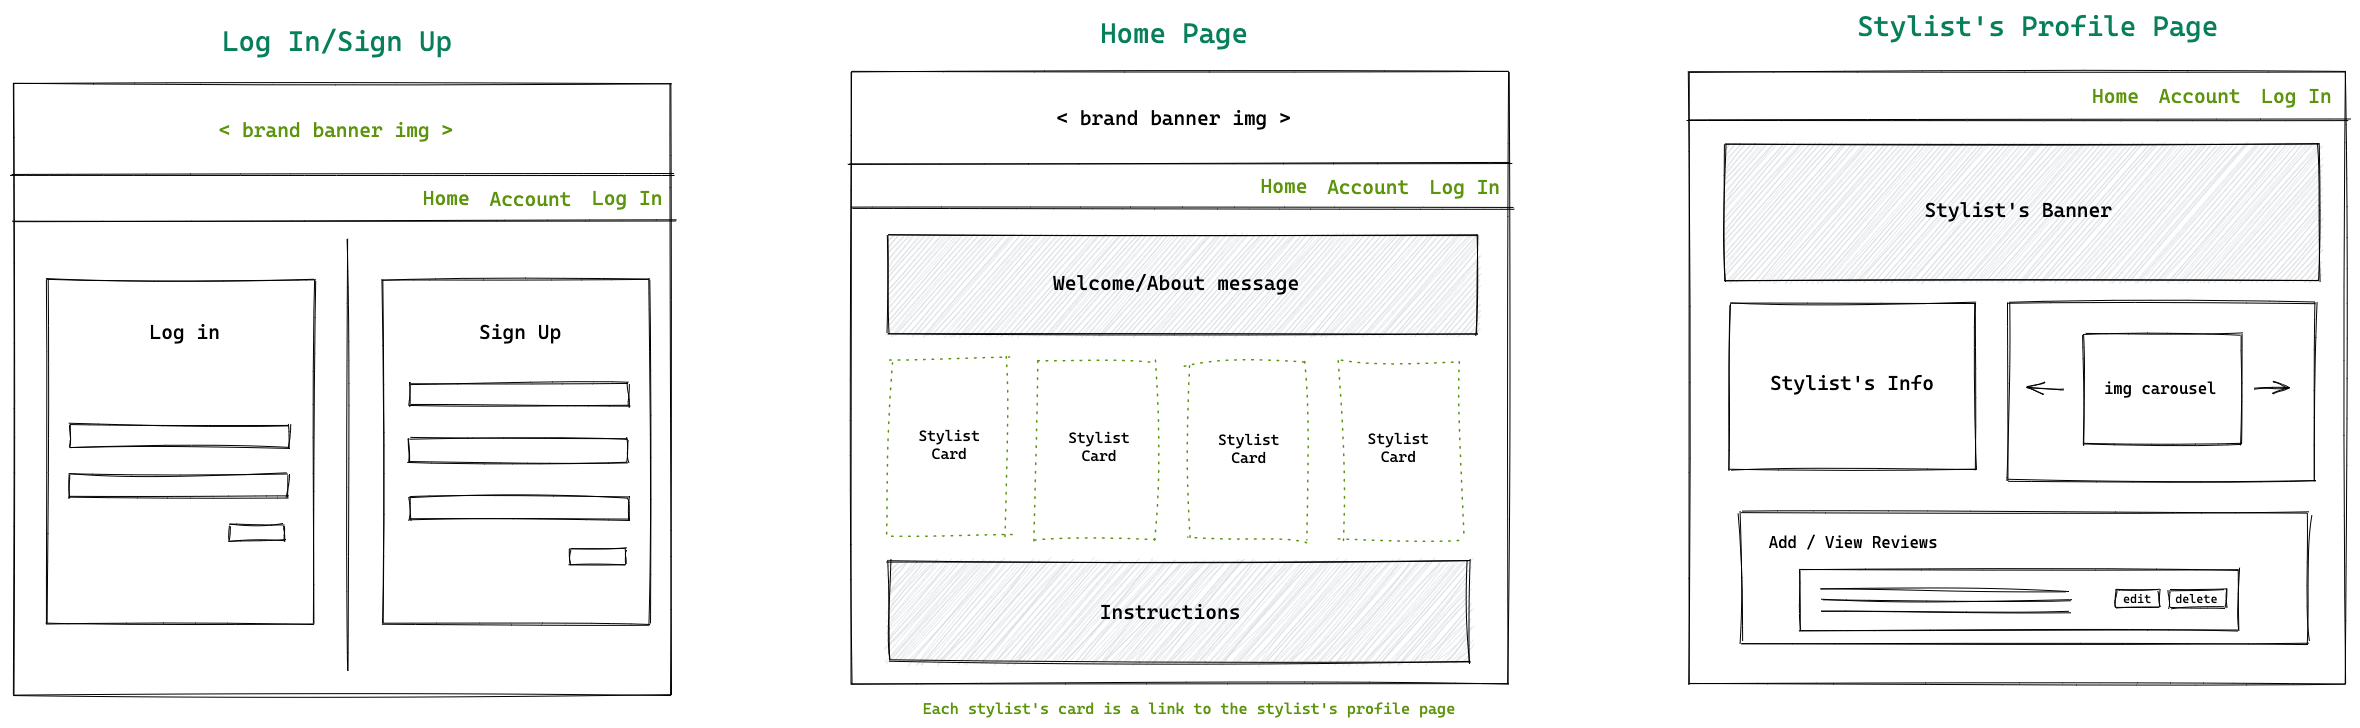 Log In/Sign Up
< brand banner img >
Home Account Log In
Log in
Sign Up
Home Page
< brand banner img >
Home Account Log In
Welcome/About message
Stylist
Card
Stylist
Card
Stylist
Card
Stylist
Card
Instructions
Each stylist's card is a link to the stylist's profile page
Stylist's Profile Page
Home Account Log In
Stylist's Banner
Stylist's Info
img carousel
Add / View Reviews
edit delete